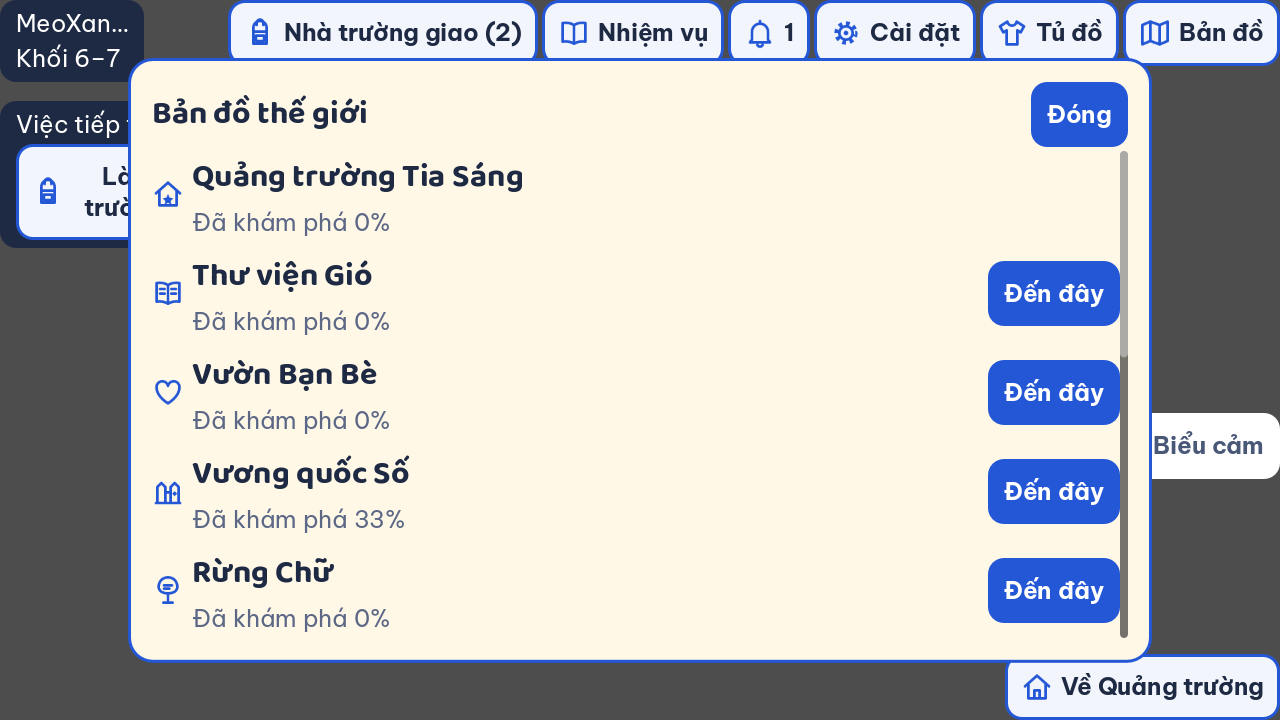 MeoXan...
Khối 6–7
Nhà trường giao (2)
Nhiệm vụ
1
Cài đặt
Tủ đồ
Bản đồ
Việc tiếp
Bản đồ thế giới
Đóng
Quảng trường Tia Sáng
Đã khám phá 0%
Thư viện Gió
Đã khám phá 0%
Đến đây
Vườn Bạn Bè
Đã khám phá 0%
Đến đây
Vương quốc Số
Đã khám phá 33%
Đến đây
Rừng Chữ
Đã khám phá 0%
Đến đây
Biểu cảm
Về Quảng trường